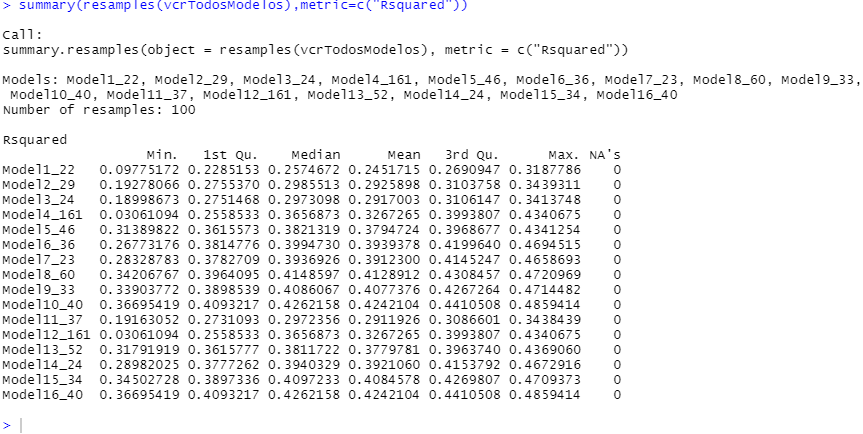 > summary(resamples(vcrTodosModelos),metric=c("Rsquared"))
Call:
summary.resamples(object = resamples(vcrTodosModelos), metric = c("Rsquared"))
Models: Model1_22, Model2_29, Model3_24, Model4_161, Model5_46, Model6_36, Model7_23, Model8_60, Model9_33,
Model10_40, Model11_37, Model12_161, Model13_52, Model14_24, Model15_34, Model16_40
Number of resamples: 100
Rsquared
Min. 1st Qu. Median Mean 3rd Qu. Max. NA's
Model1_22 0.09775172 0.2285153 0.2574672 0.2451715 0.2690947 0.3187786 0
Model2_29 0.19278066 0.2755370 0.2985513 0.2925898 0.3103758 0.3439311 0
Model3_24 0.18998673 0.2751468 0.2973098 0.2917003 0.3106147 0.3413748 0
Model4_161 0.03061094 0.2558533 0.3656873 0.3267265 0.3993807 0.4340675 0
Model5_46 0.31389822 0.3615573 0.3821319 0.3794724 0.3968677 0.4341254 0
Model6_36 0.26773176 0.3814776 0.3994730 0.3939378 0.4199640 0.4694515 0
Model7_23 0.28328783 0.3782709 0.3936926 0.3912300 0.4145247 0.4658693 0
Model8_60 0.34206767 0.3964095 0.4148597 0.4128912 0.4308457 0.4720969 0
Model9_33 0.33903772 0.3898539 0.4086067 0.4077376 0.4267264 0.4714482 0
Model10_40 0.36695419 0.4093217 0.4262158 0.4242104 0.4410508 0.4859414 0
Model11_37 0.19163052 0.2731093 0.2972356 0.2911926 0.3086601 0.3438439 0
Model12_161 0.03061094 0.2558533 0.3656873 0.3267265 0.3993807 0.4340675 0
Model13_52 0.31791919 0.3615777 0.3811722 0.3779781 0.3963740 0.4369060 0
Model14_24 0.28982025 0.3777262 0.3940329 0.3921060 0.4153792 0.4672916 0
Model15_34 0.34502728 0.3897336 0.4097233 0.4084578 0.4269807 0.4709373 0
Model16_40 0.36695419 0.4093217 0.4262158 0.4242104 0.4410508 0.4859414 0
>